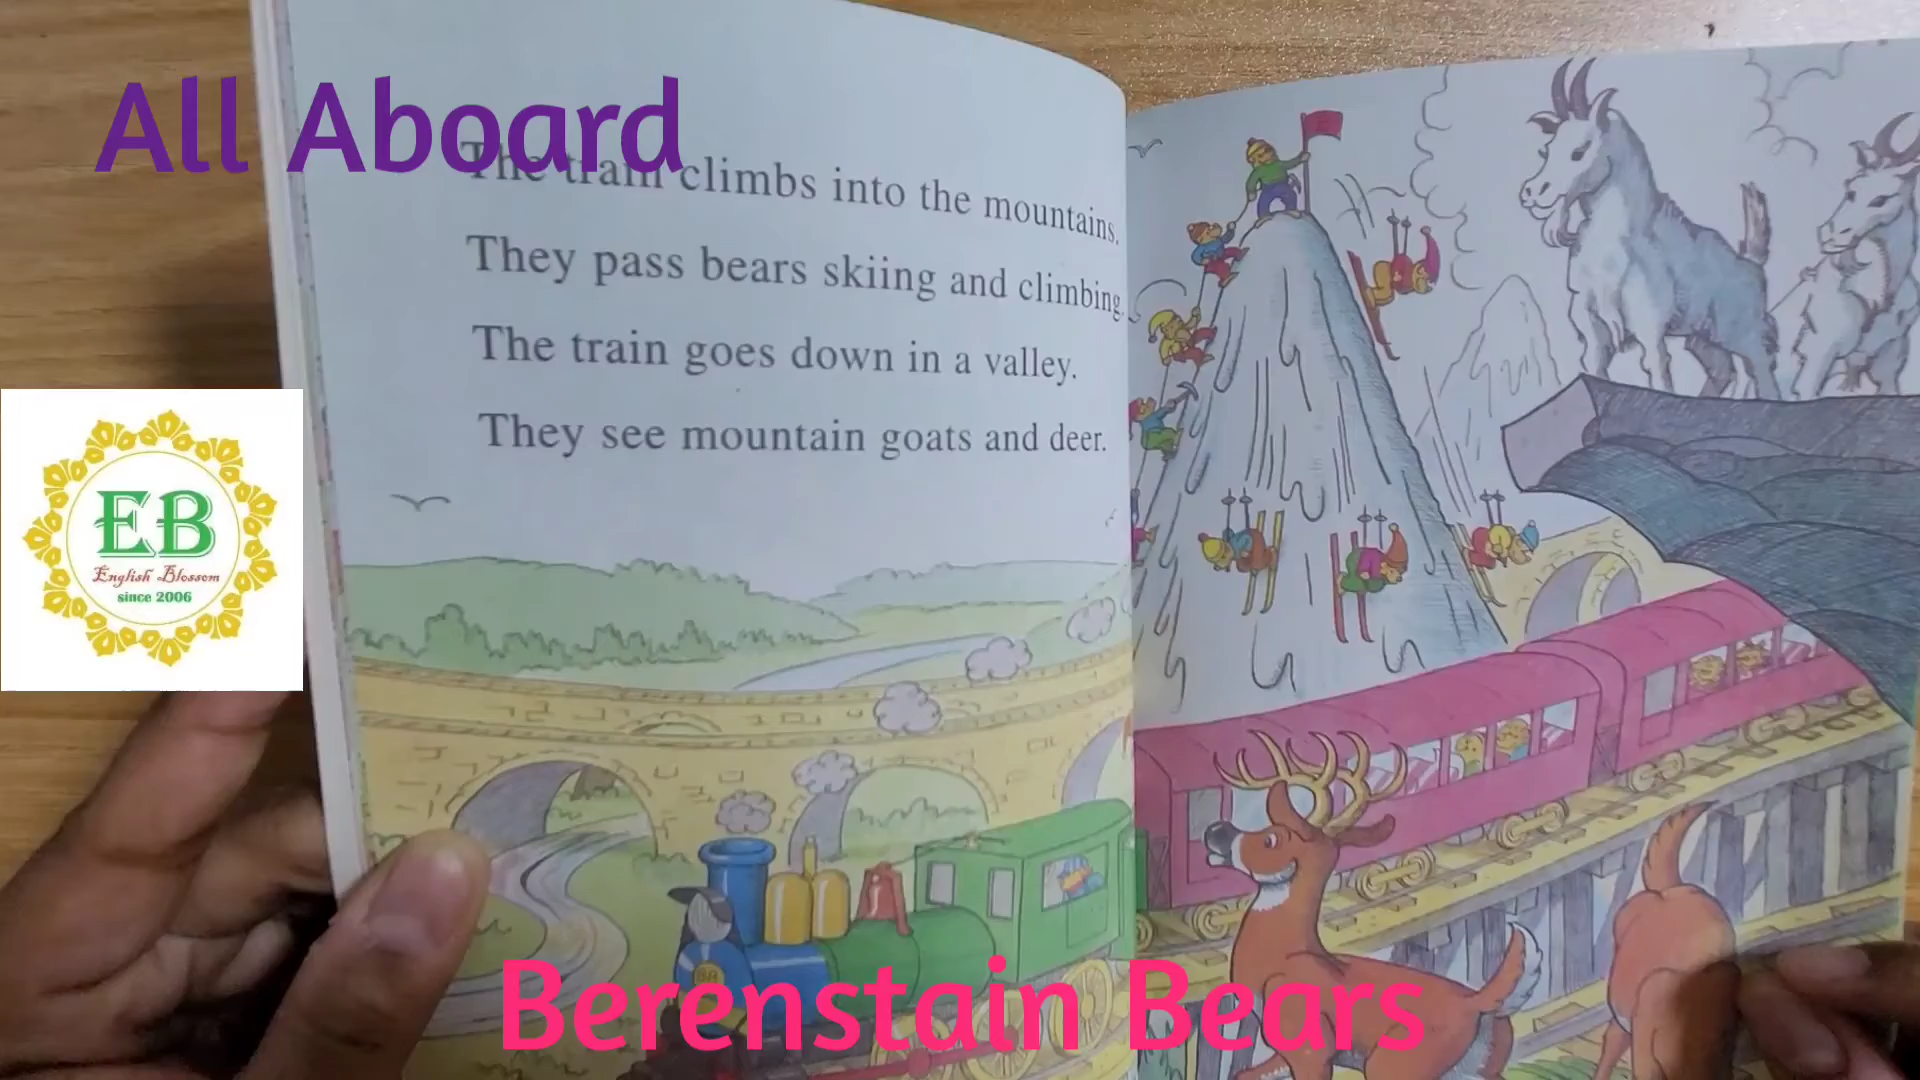 All Aboard
The train climbs into the mountains.
They pass bears skiing and climbing.
The train goes down in a valley.
They see mountain goats and deer.
EB
English Blossom
since 2006
Berenstain Bears